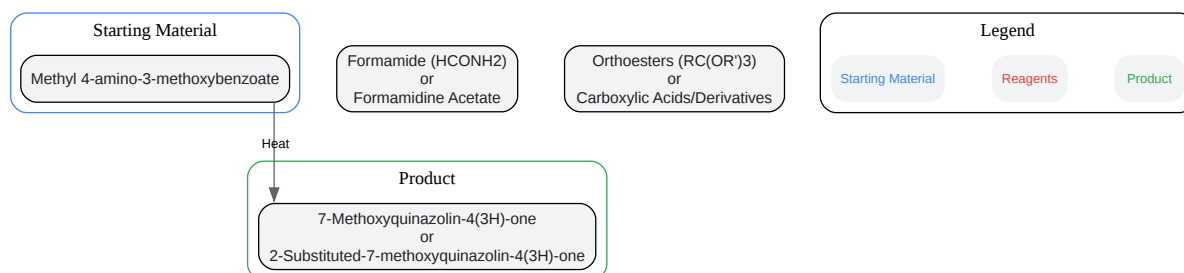 Starting Material
Methyl 4-amino-3-methoxybenzoate
Formamide (HCONH2)
or
Formamidine Acetate
Orthoesters (RC(OR')3)
or
Carboxylic Acids/Derivatives
Legend
Starting Material
Reagents
Product
Heat
Product
7-Methoxyquinazolin-4(3H)-one
or
2-Substituted-7-methoxyquinazolin-4(3H)-one